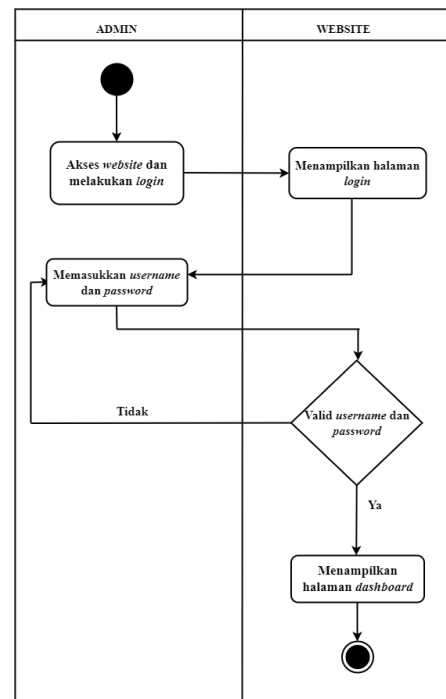 ADMIN
WEBSITE
Akses website dan
melakukan login
Menampilkan halaman
login
Memasukkan username
dan password
Valid username dan
password
Tidak
Ya
Menampilkan
halaman dashboard